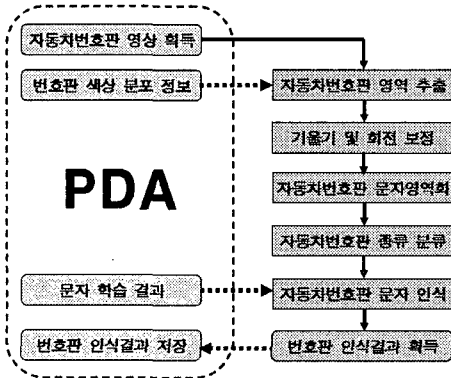 자동차번호판 영상 획득
번호판 색상 분포 정보
자동차번호판 영역 추출
기울기 및 회전 보정
PDA
자동차번호판 문자영역화
자동차번호판 종류 분류
문자 학습 결과
자동차번호판 문자 인식
번호판 인식결과 저장
번호판 인식결과 획득